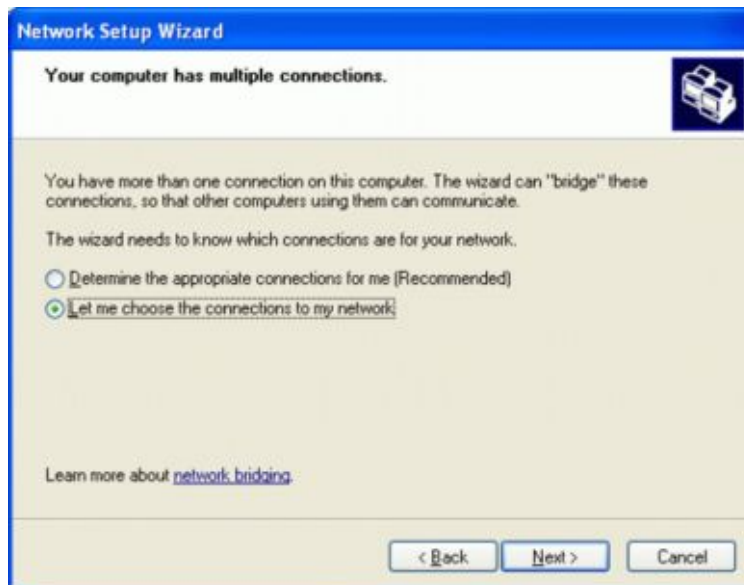 Network Setup Wizard
Your computer has multiple connections.
You have more than one connection on this computer. The wizard can "bridge" these
connections, so that other computers using them can communicate.
The wizard needs to know which connections are for your network.
Determine the appropriate connections for me (Recommended)
Let me choose the connections to my network
Learn more about network bridging.
< Back
Next >
Cancel